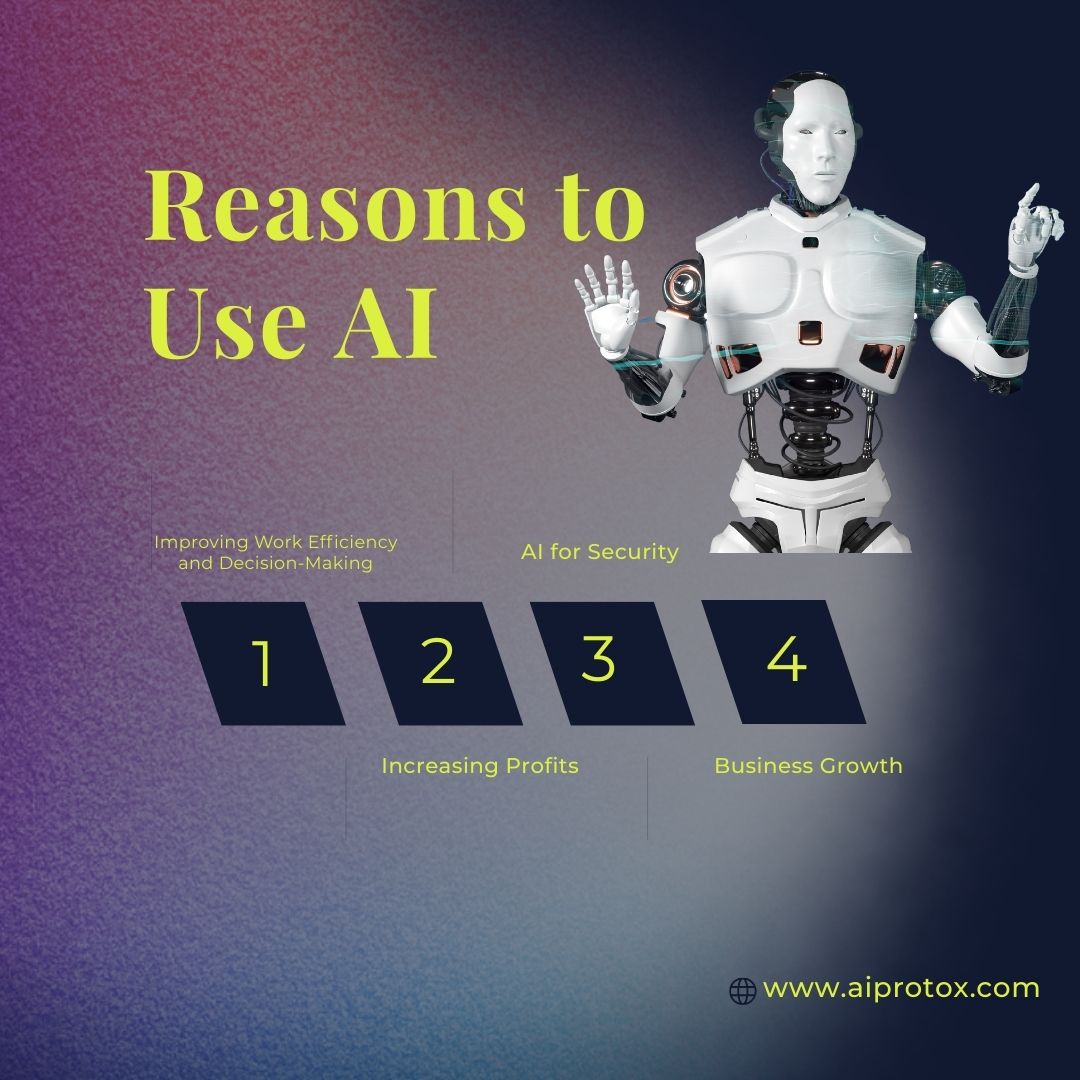 Reasons to
Use AI
Improving Work Efficiency
and Decision-Making
AI for Security
1
2
3
4
Increasing Profits
Business Growth
www.aiprotox.com